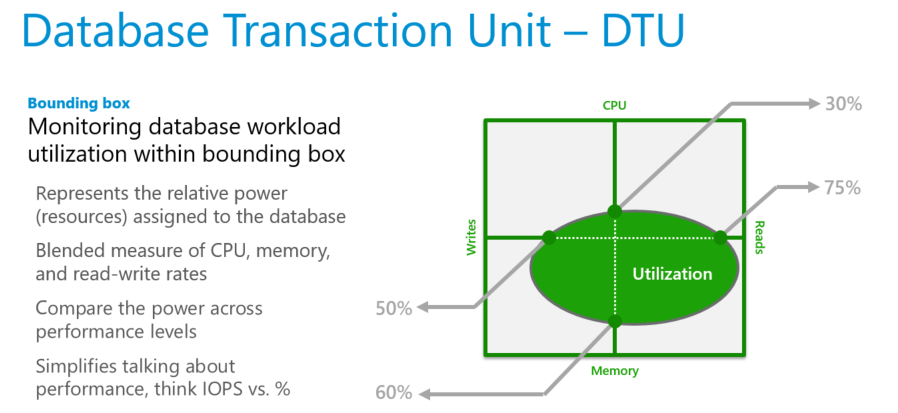 Database Transaction Unit – DTU
Bounding box
Monitoring database workload
utilization within bounding box
Represents the relative power
(resources) assigned to the database
Blended measure of CPU, memory,
and read-write rates
Compare the power across
performance levels
Simplifies talking about
performance, think IOPS vs. %
CPU
30%
75%
Writes
Reads
Utilization
50%
Memory
60%